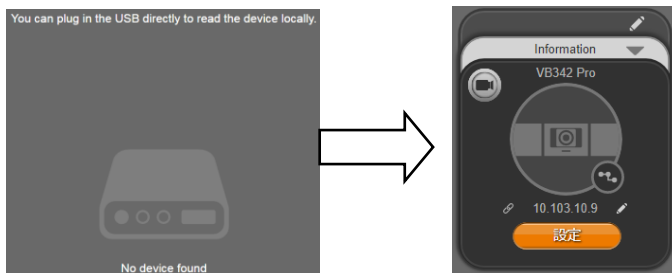 You can plug in the USB directly to read the device locally.
No device found
Information
VB342 Pro
10.103.10.9
設定